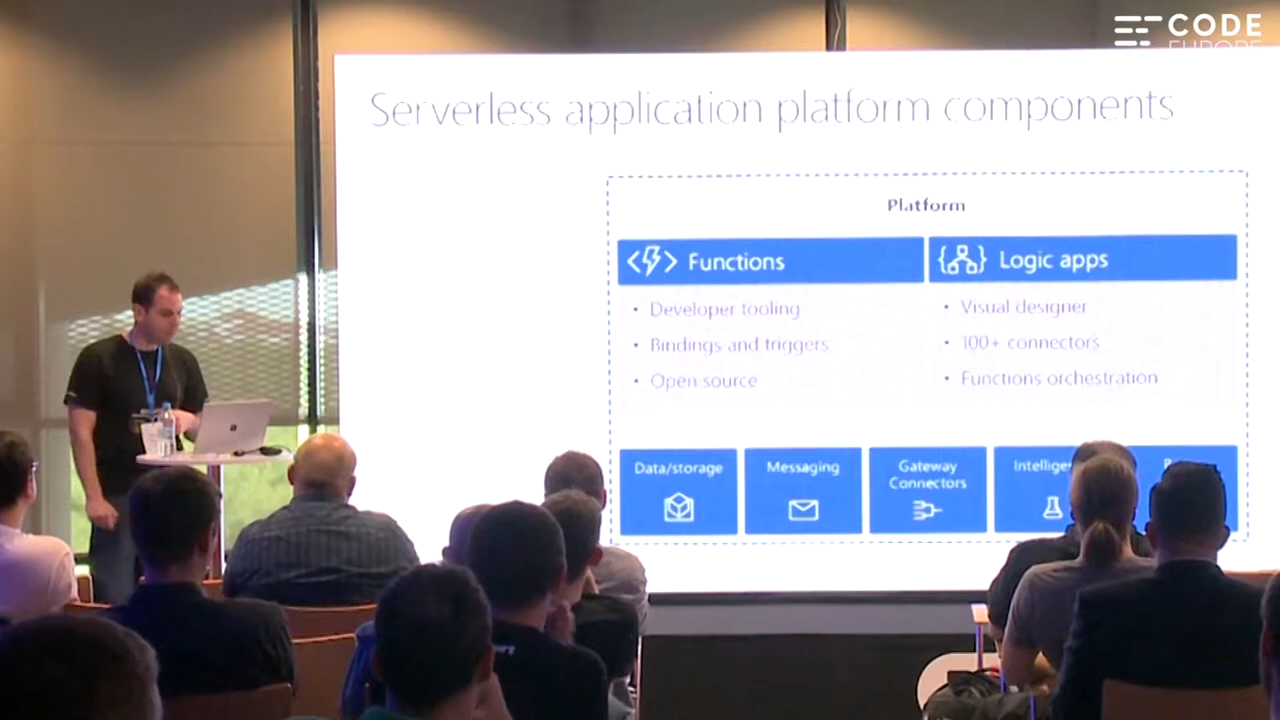 CODE
EUROPE
Serverless application platform components
Platform
Functions
Logic apps
• Developer tooling
• Bindings and triggers
• Open source
• Visual designer
• 100+ connectors
• Functions orchestration
Data/storage
Messaging
Gateway
Connectors